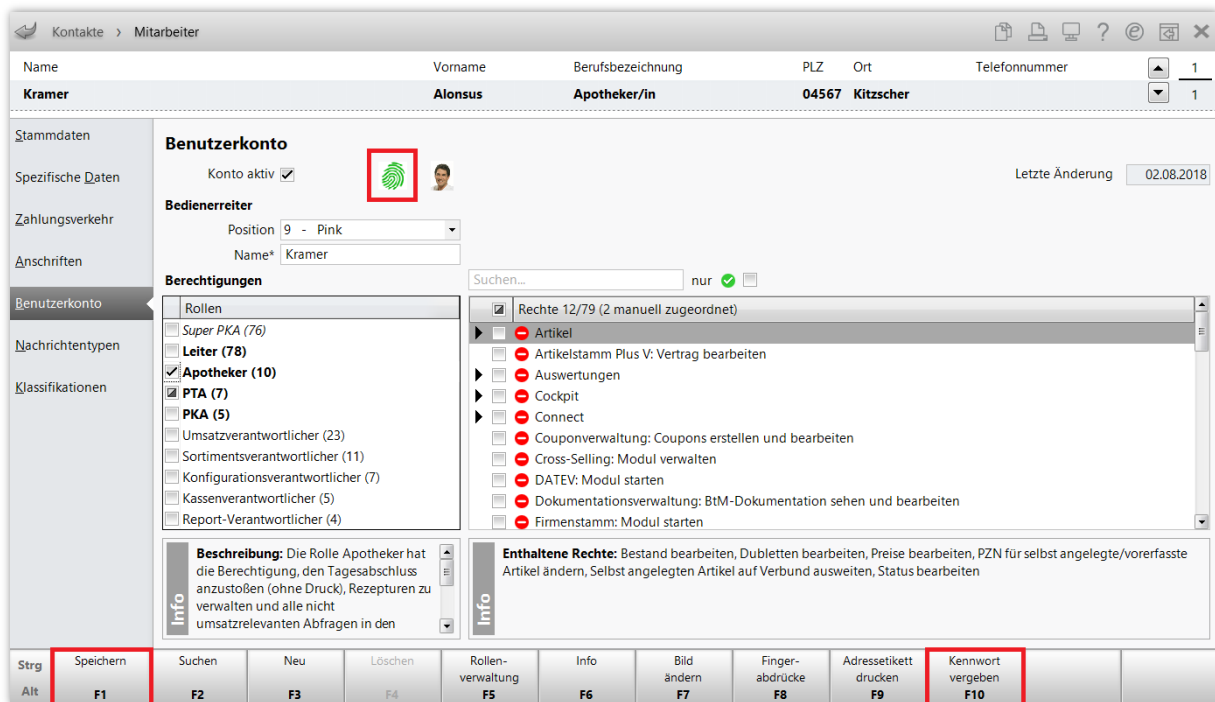 Kontakte › Mitarbeiter
Name Vorname Berufsbezeichnung PLZ Ort Telefonnummer 1
Kramer Alonsus Apotheker/in 04567 Kitzscher 1
Stammdaten
Spezifische Daten
Zahlungsverkehr
Anschriften
Benutzerkonto
Nachrichtentypen
Klassifikationen
Benutzerkonto
Konto aktiv
Letzte Änderung 02.08.2018
Bedienerreiter
Position 9 - Pink
Name* Kramer
Berechtigungen
Suchen... nur
Rollen
Super PKA (76)
Leiter (78)
Apotheker (10)
PTA (7)
PKA (5)
Umsatzverantwortlicher (23)
Sortimentsverantwortlicher (11)
Konfigurationsverantwortlicher (7)
Kassenverantwortlicher (5)
Report-Verantwortlicher (4)
Rechte 12/79 (2 manuell zugeordnet)
Artikel
Artikelstamm Plus V: Vertrag bearbeiten
Auswertungen
Cockpit
Connect
Couponverwaltung: Coupons erstellen und bearbeiten
Cross-Selling: Modul verwalten
DATEV: Modul starten
Dokumentationsverwaltung: BtM-Dokumentation sehen und bearbeiten
Firmenstamm: Modul starten
Info
Beschreibung: Die Rolle Apotheker hat
die Berechtigung, den Tagesabschluss
anzustoßen (ohne Druck), Rezepturen zu
verwalten und alle nicht
umsatzrelevanten Abfragen in den
Info
Enthaltene Rechte: Bestand bearbeiten, Dubletten bearbeiten, Preise bearbeiten, PZN für selbst angelegte/vorerfasste
Artikel ändern, Selbst angelegten Artikel auf Verbund ausweiten, Status bearbeiten
Strg
Alt
Speichern
F1
Suchen
F2
Neu
F3
Löschen
F4
Rollen-
verwaltung
F5
Info
F6
Bild
ändern
F7
Finger-
abdrücke
F8
Adressetikett
drucken
F9
Kennwort
vergeben
F10